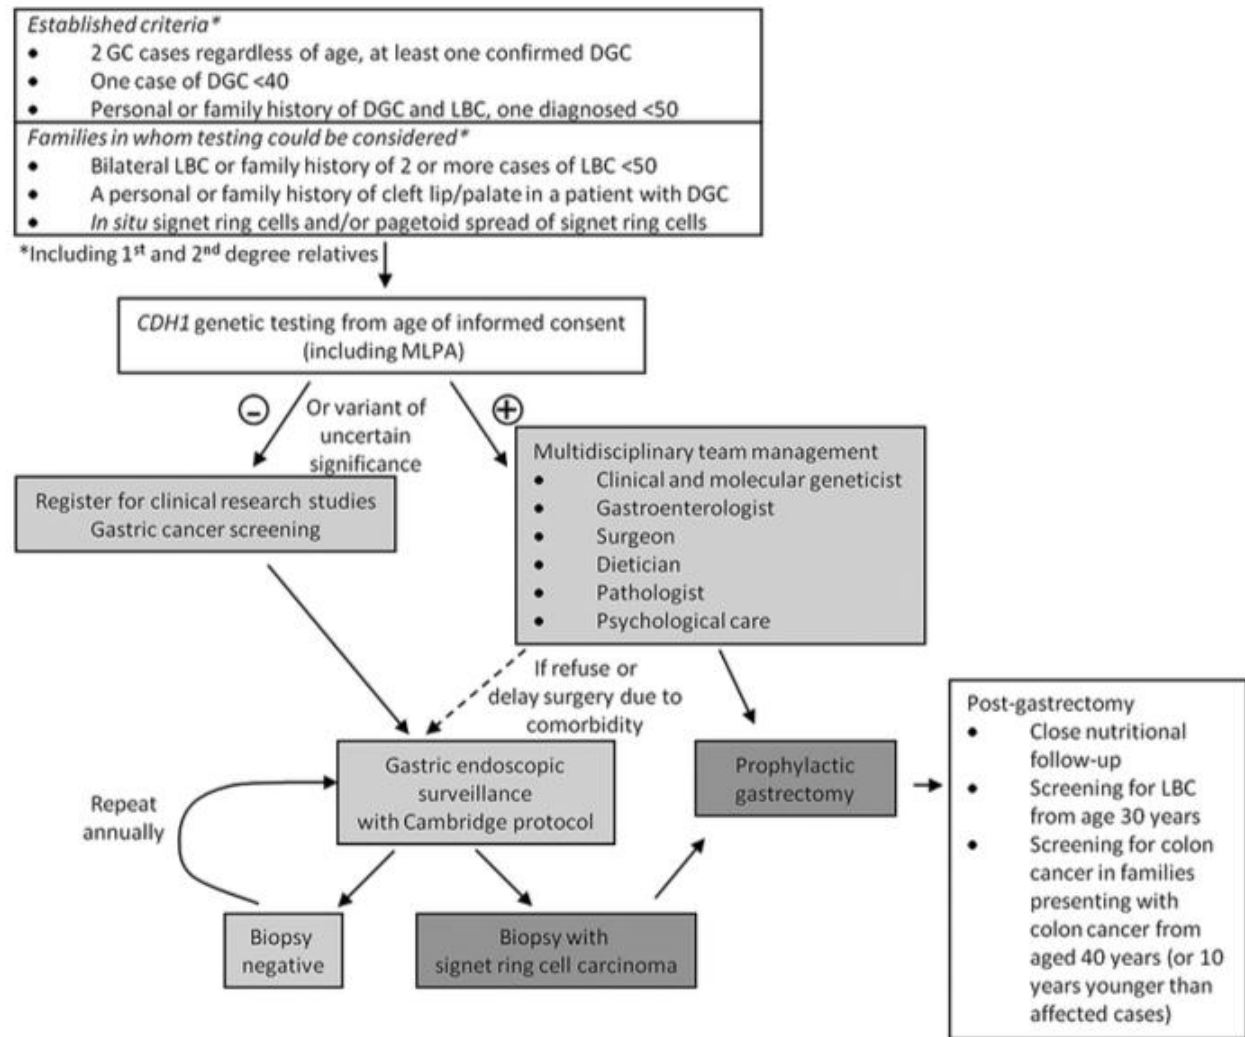 Established criteria*
• 2 GC cases regardless of age, at least one confirmed DGC
• One case of DGC <40
• Personal or family history of DGC and LBC, one diagnosed <50
Families in whom testing could be considered*
• Bilateral LBC or family history of 2 or more cases of LBC <50
• A personal or family history of cleft lip/palate in a patient with DGC
• In situ signet ring cells and/or pagetoid spread of signet ring cells
*Including 1st and 2nd degree relatives
CDH1 genetic testing from age of informed consent
(including MLPA)
-
Or variant of
uncertain
significance
+
Register for clinical research studies
Gastric cancer screening
Multidisciplinary team management
• Clinical and molecular geneticist
• Gastroenterologist
• Surgeon
• Dietician
• Pathologist
• Psychological care
If refuse or
delay surgery due to
comorbidity
Gastric endoscopic
surveillance
with Cambridge protocol
Repeat
annually
Biopsy
negative
Biopsy with
signet ring cell carcinoma
Prophylactic
gastrectomy
Post-gastrectomy
• Close nutritional
follow-up
• Screening for LBC
from age 30 years
• Screening for colon
cancer in families
presenting with
colon cancer from
aged 40 years (or 10
years younger than
affected cases)